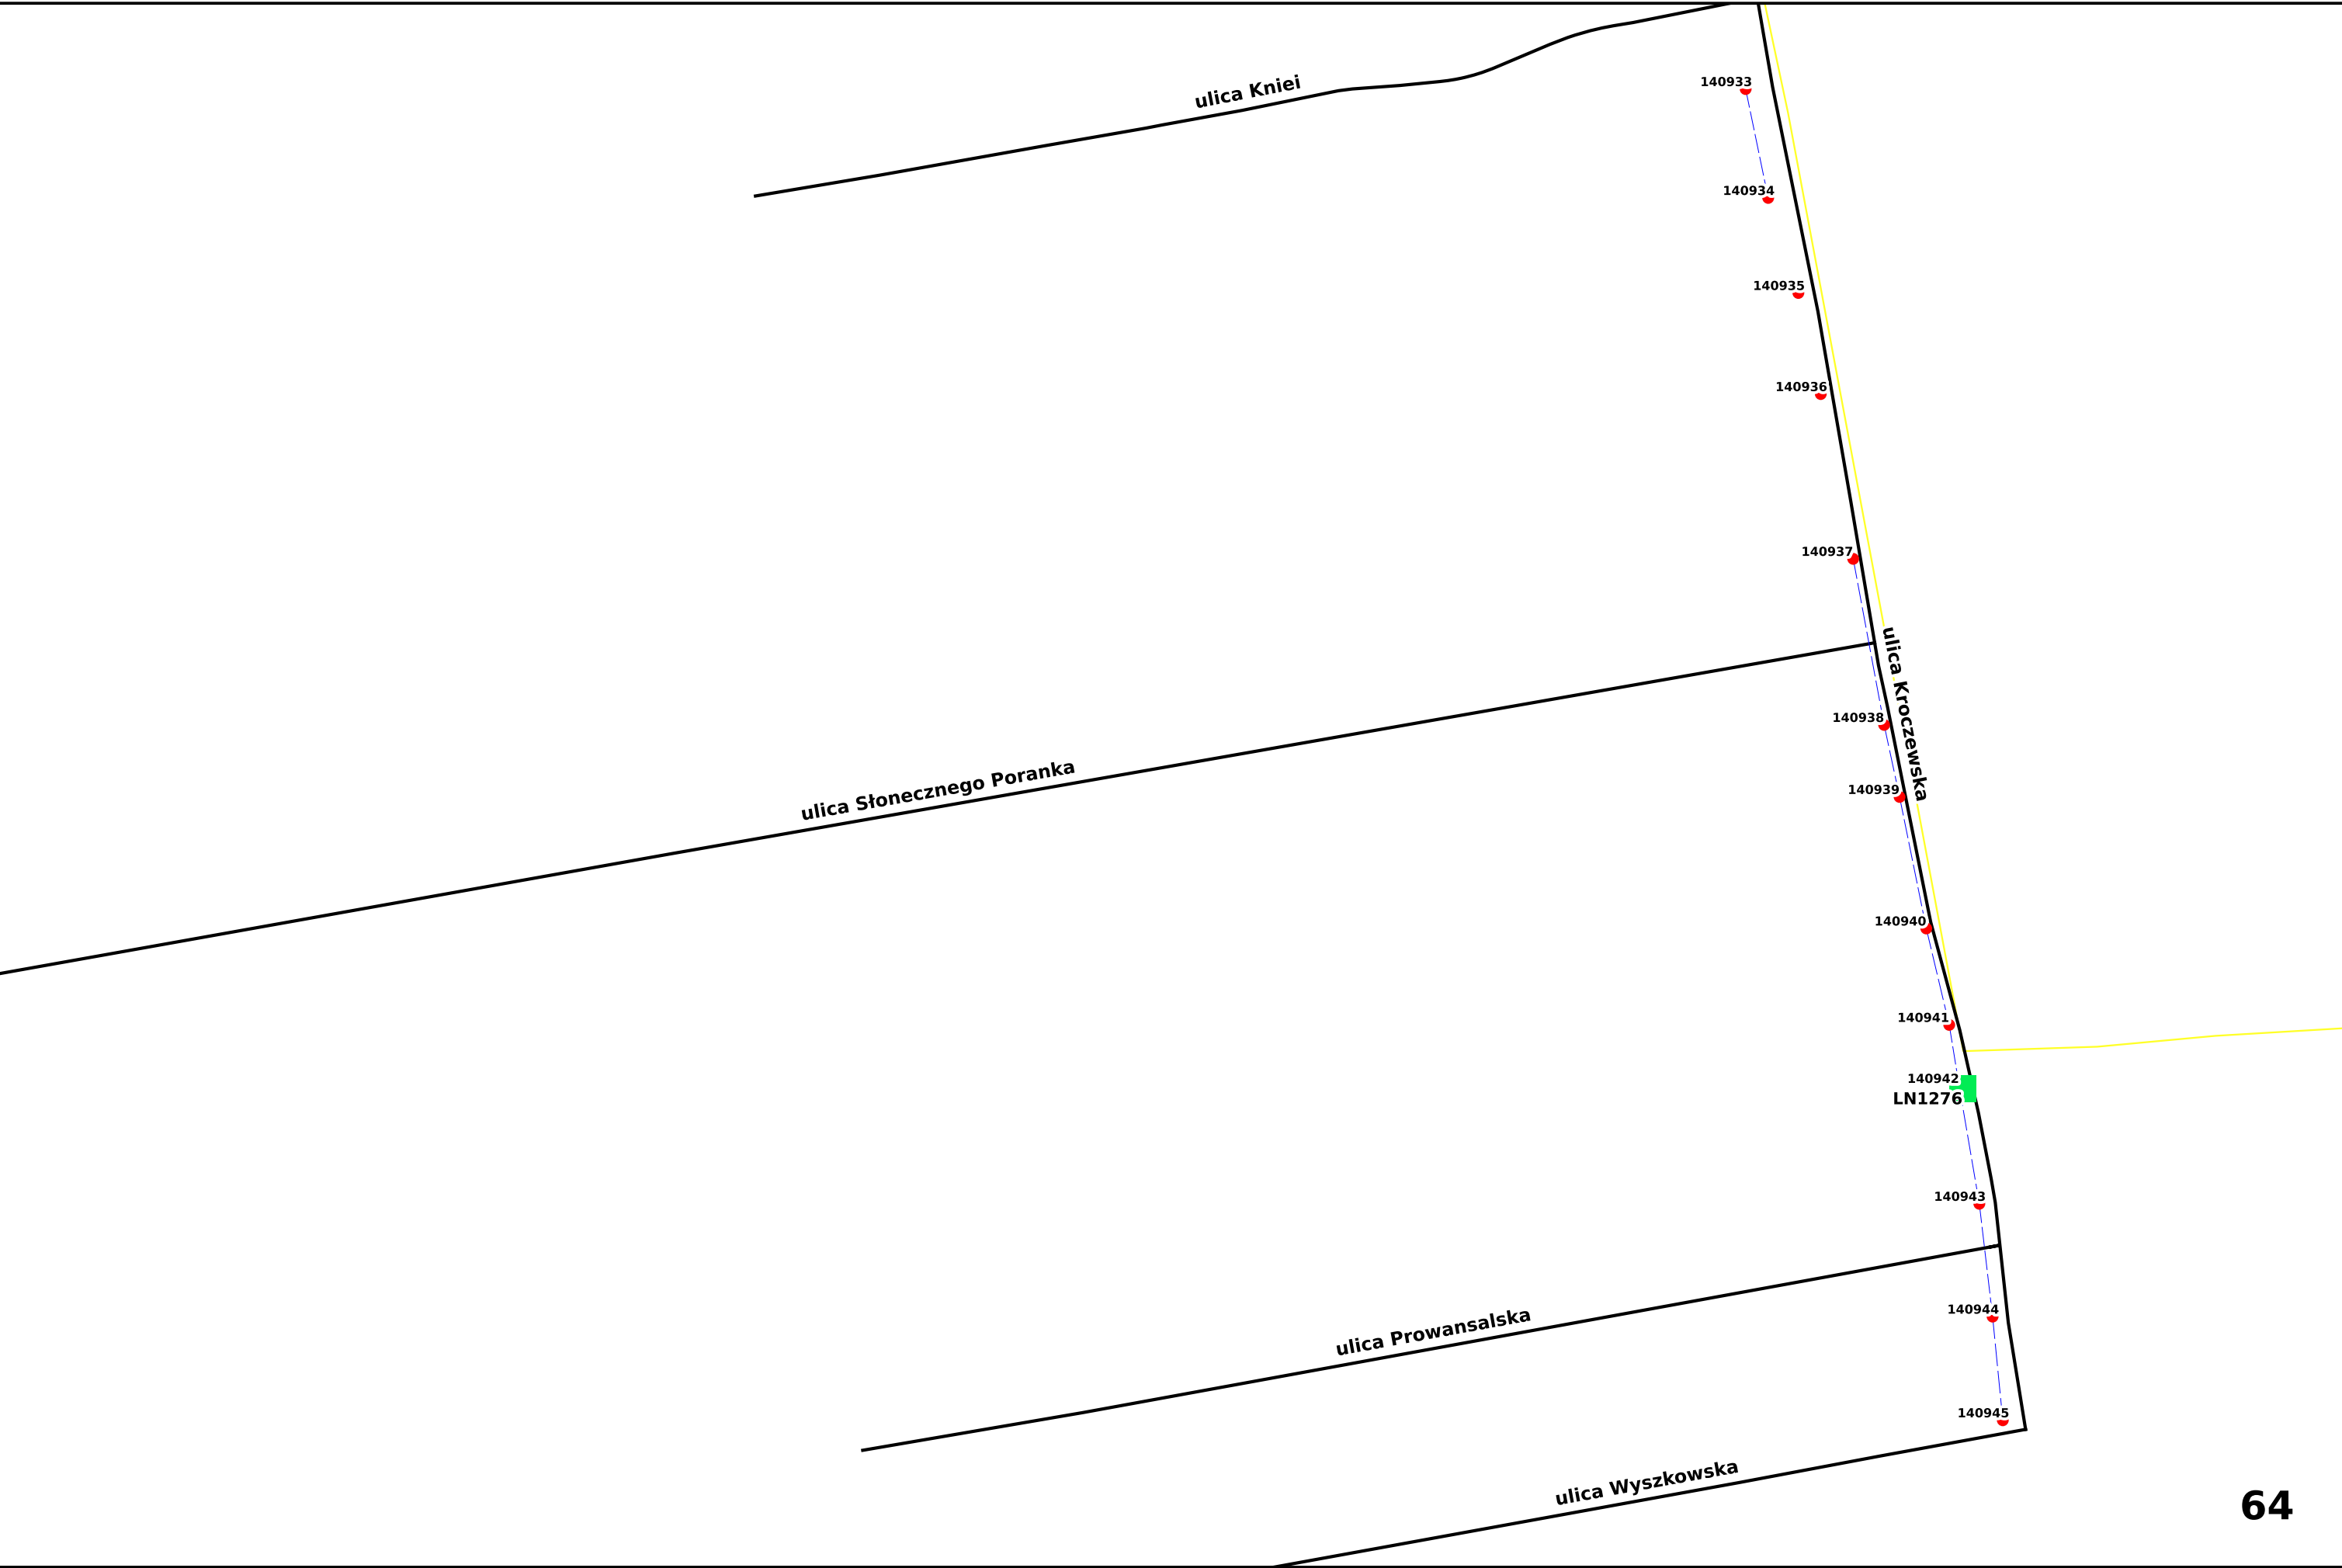 140933
ulica Kniei
140934
140935
140936
140937
ulica Kroczewska
140938
ulica Słonecznego Poranka
140939
140940
140941
140942
LN1276
140943
140944
ulica Prowansalska
140945
ulica Wyszkowska
64